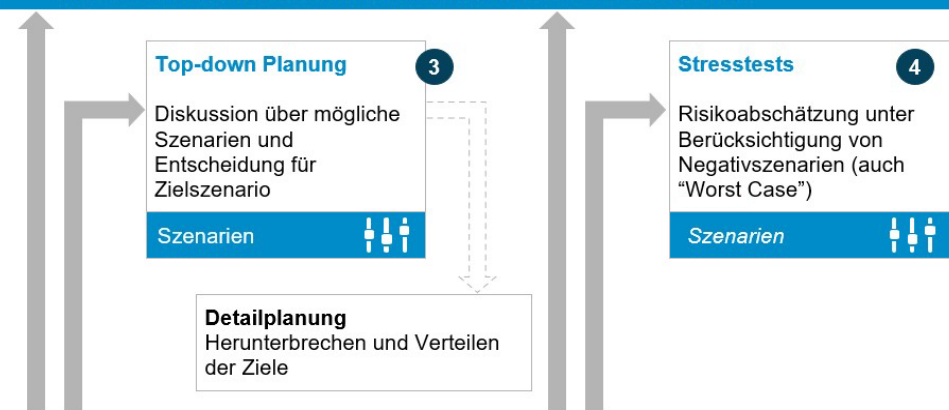 Top-down Planung
3
Diskussion über mögliche
Szenarien und
Entscheidung für
Zielszenario
Szenarien
Detailplanung
Herunterbrechen und Verteilen
der Ziele
Stresstests
4
Risikoabschätzung unter
Berücksichtigung von
Negativszenarien (auch
“Worst Case”)
Szenarien